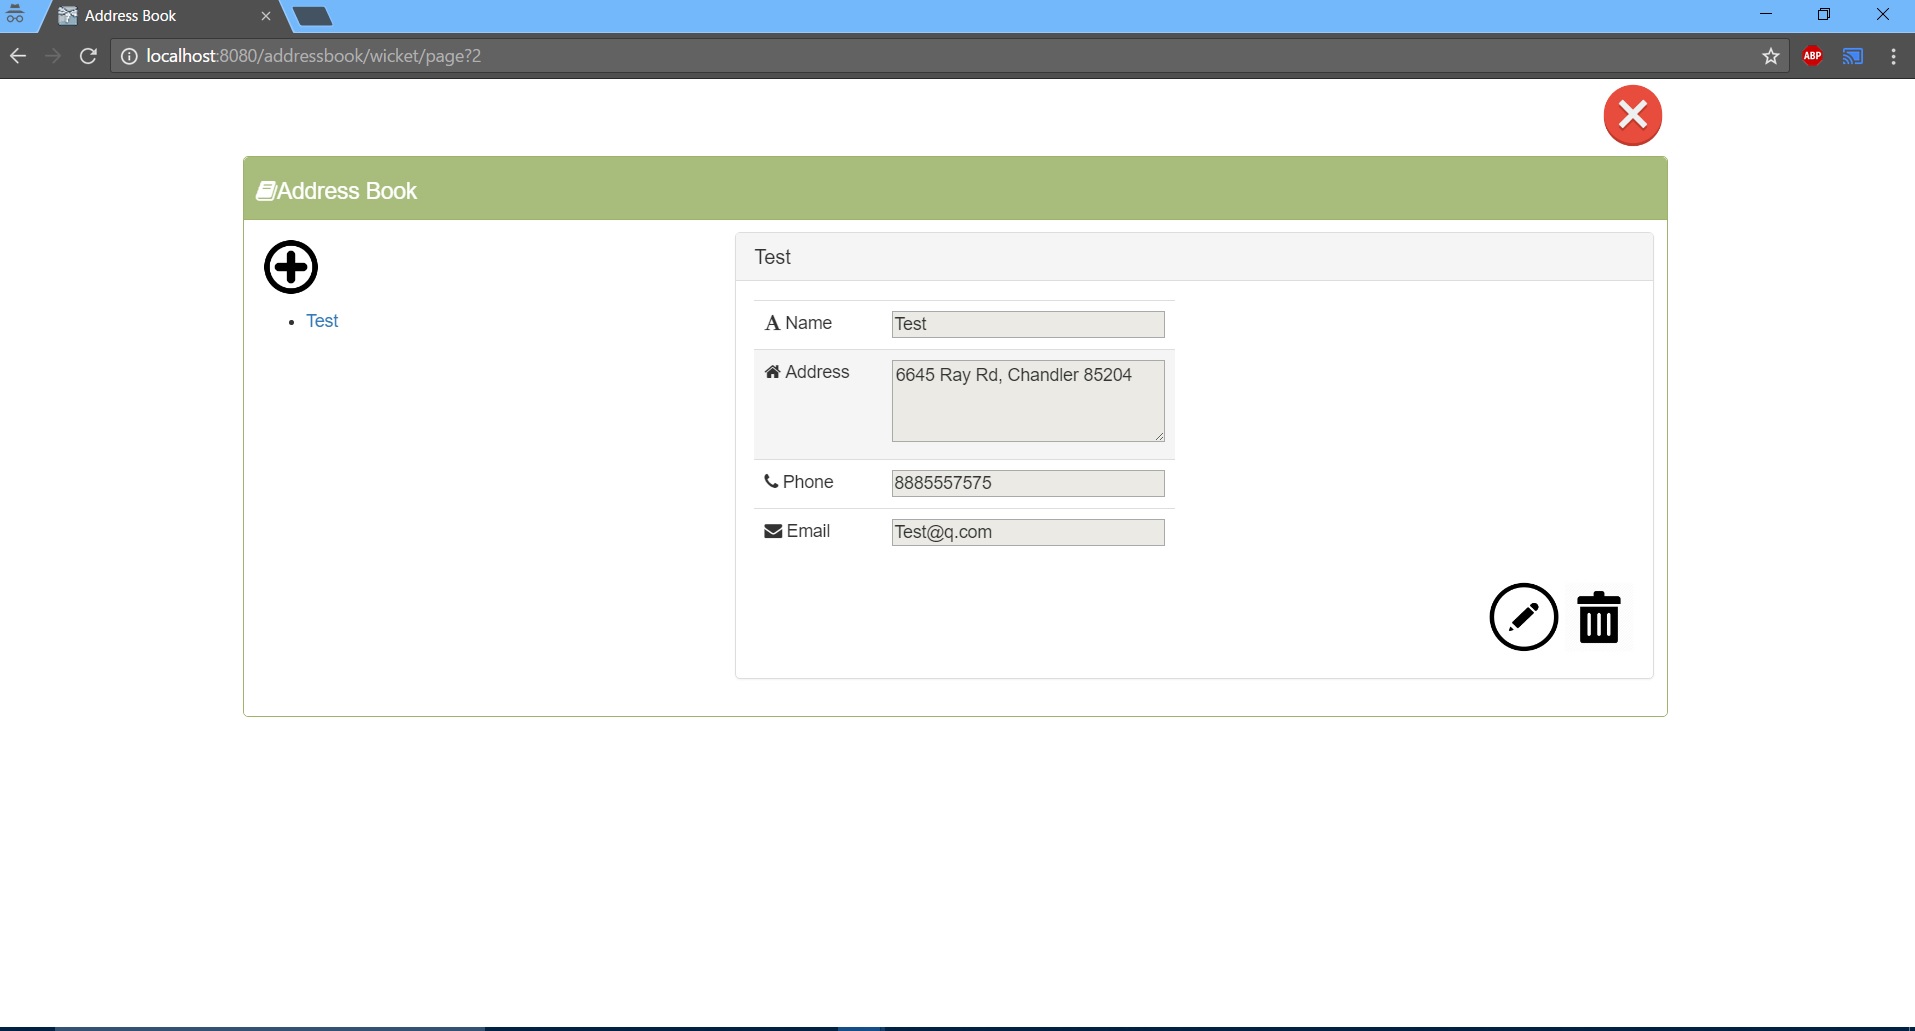 Address Book
localhost:8080/addressbook/wicket/page?2
ABP
Address Book
Test
Test
Name Test
Address 6645 Ray Rd, Chandler 85204
Phone 8885557575
Email Test@q.com